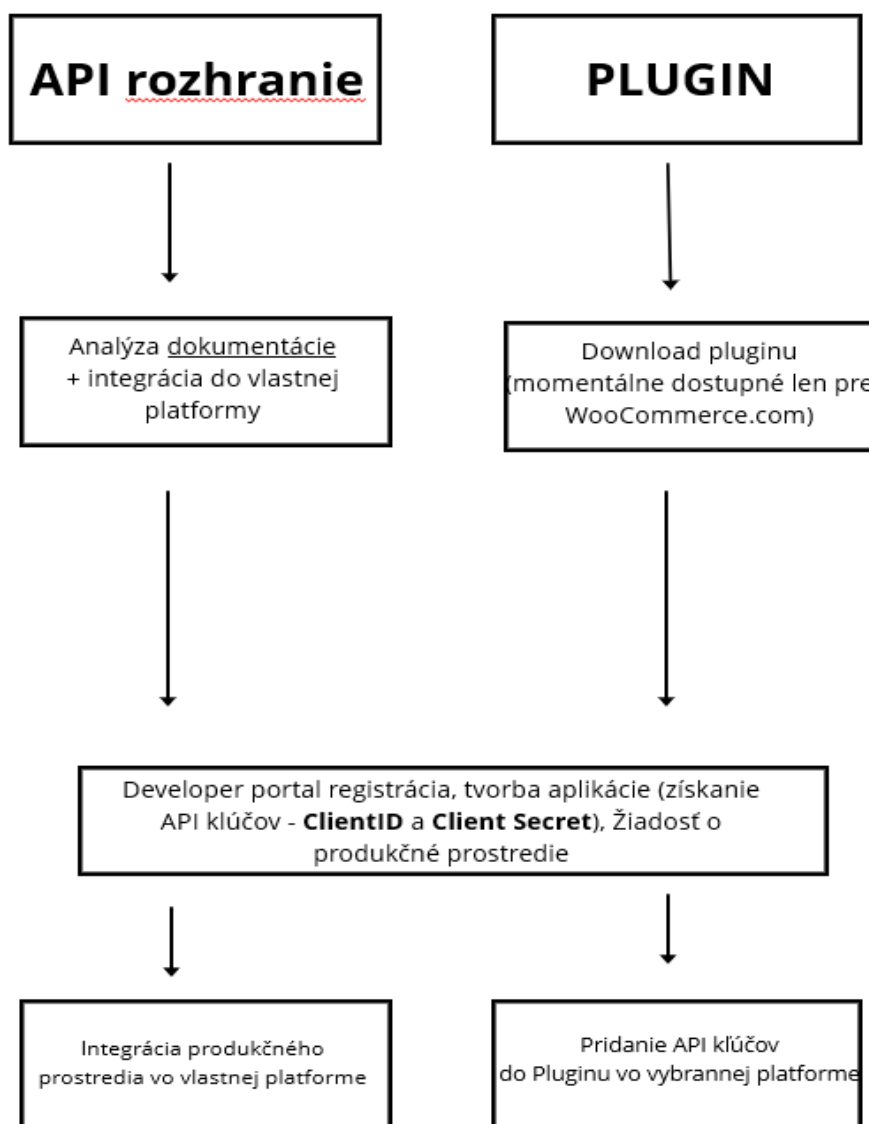 API rozhranie
PLUGIN
Analýza dokumentácie
+ integrácia do vlastnej
platformy
Download pluginu
(momentálne dostupné len pre
WooCommerce.com)
Developer portal registrácia, tvorba aplikácie (získanie
API klúčov - ClientID a Client Secret), Žiadosť o
produkčné prostredie
Integrácia produkčného
prostredia vo vlastnej platforme
Pridanie API kľúčov
do Pluginu vo vybrannej platforme